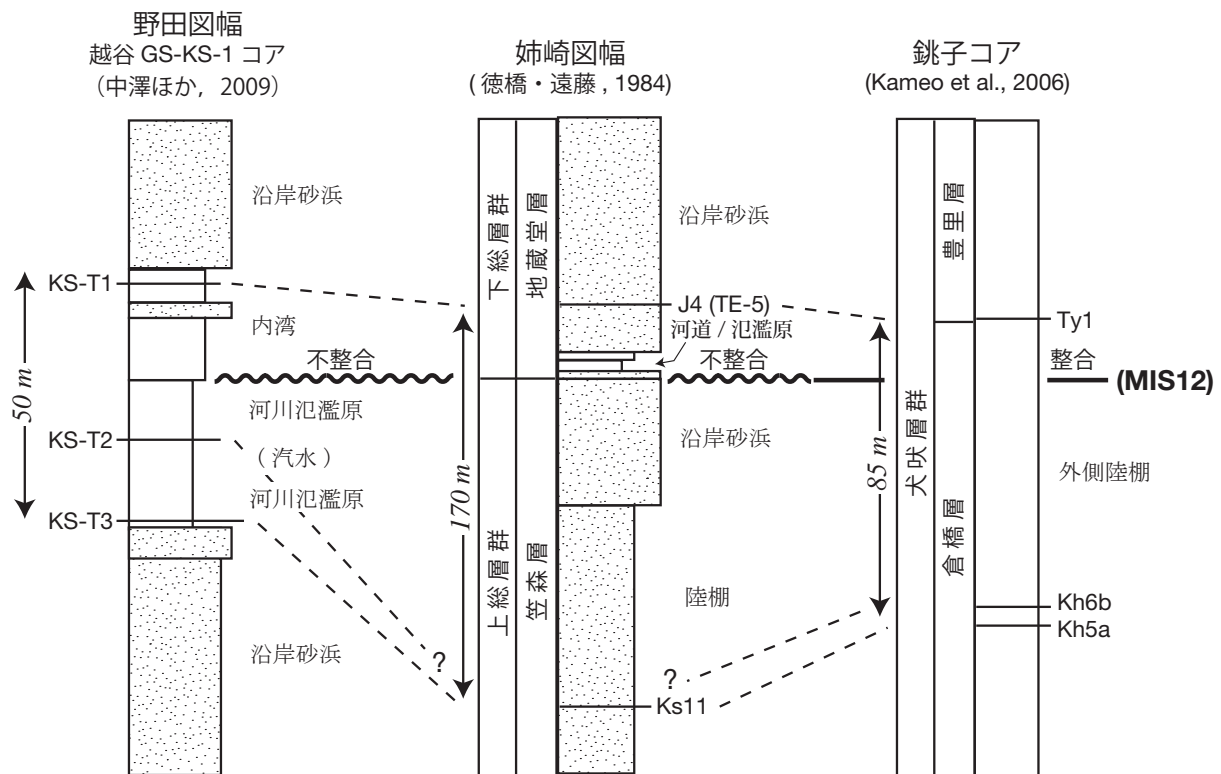 野田図幅
越谷 GS-KS-1 コア
（中澤ほか, 2009）
沿岸砂浜
KS-T1
内湾
不整合
河川氾濫原
50 m
KS-T2
（汽水）
河川氾濫原
KS-T3
沿岸砂浜
?
姉崎図幅
(徳橋・遠藤, 1984)
下総層群
地蔵堂層
沿岸砂浜
J4 (TE-5)
河道 / 氾濫原
不整合
170 m
沿岸砂浜
上総層群
笠森層
陸棚
?
Ks11
銚子コア
(Kameo et al., 2006)
豊里層
Ty1
整合
(MIS12)
85 m
犬吠層群
倉橋層
外側陸棚
Kh6b
Kh5a